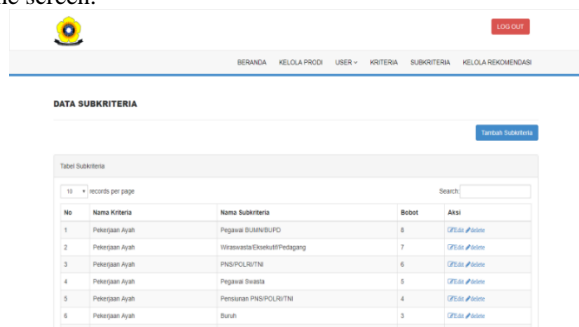 ne screen.
LOG OUT
BERANDA KELOLA PRODI USER KRITERIA SUBKRITERIA KELOLA REKOMENDASI
DATA SUBKRITERIA
Tambah Subkriteria
Tabel Subkriteria
10 records per page Search:
No Nama Kriteria Nama Subkriteria Bobot Aksi
1 Pekerjaan Ayah Pegawai BUMN/BUPD 8 Edit delete
2 Pekerjaan Ayah Wiraswasta/Eksekutif/Pedagang 7 Edit delete
3 Pekerjaan Ayah PNS/POLRI/TNI 6 Edit delete
4 Pekerjaan Ayah Pegawai Swasta 5 Edit delete
5 Pekerjaan Ayah Pensiunan PNS/POLRI/TNI 4 Edit delete
6 Pekerjaan Ayah Buruh 3 Edit delete